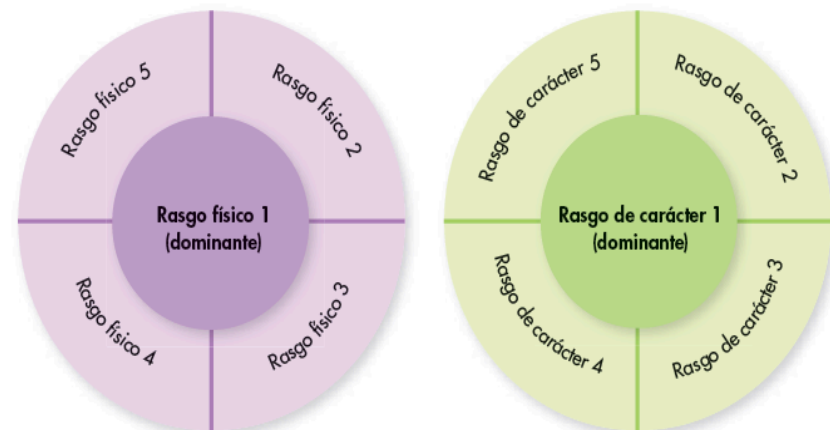 Rasgo físico 5
Rasgo físico 2
Rasgo físico 1
(dominante)
Rasgo físico 4
Rasgo físico 3
Rasgo de carácter 5
Rasgo de carácter 2
Rasgo de carácter 1
(dominante)
Rasgo de carácter 4
Rasgo de carácter 3